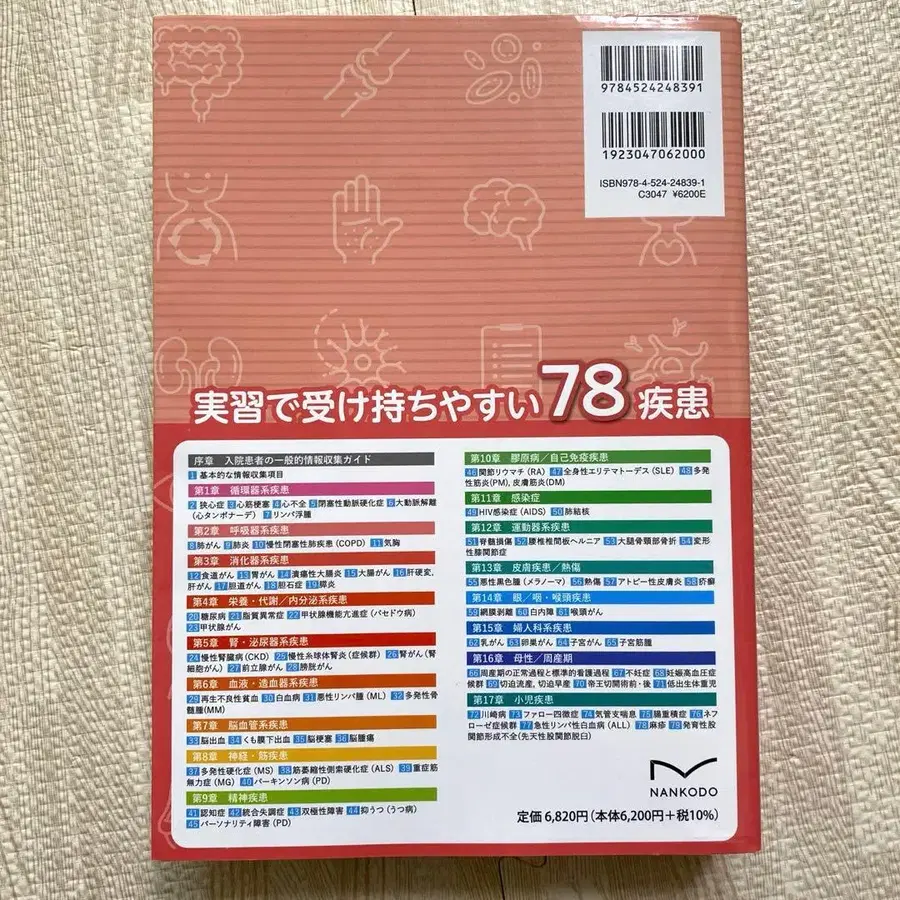 9784524248391
1923047062000
ISBN978-4-524-24839-1
C3047 ¥6200E
実習で受け持ちやすい78疾患
序章 入院患者の一般的情報収集ガイド
1 基本的な情報収集項目
第1章 循環器系疾患
2 狭心症 3 心筋梗塞 4 心不全 5 閉塞性動脈硬化症 6 大動脈解離
(心タンポナーデ) 7 リンパ浮腫
第2章 呼吸器系疾患
8 肺がん 9 肺炎 10 慢性閉塞性肺疾患(COPD) 11 気胸
第3章 消化器系疾患
12 食道がん 13 胃がん 14 潰瘍性大腸炎 15 大腸がん 16 肝硬変,
肝がん 17 胆道がん 18 胆石症 19 膵炎
第4章 栄養・代謝/内分泌系疾患
20 糖尿病 21 脂質異常症 22 甲状腺機能亢進症(バセドウ病)
23 甲状腺がん
第5章 腎・泌尿器系疾患
24 慢性腎臓病(CKD) 25 慢性糸球体腎炎(症候群) 26 腎がん(腎
細胞がん) 27 前立腺がん 28 膀胱がん
第6章 血液・造血器系疾患
29 再生不良性貧血 30 白血病 31 悪性リンパ腫(ML) 32 多発性骨
髄腫(MM)
第7章 脳血管系疾患
33 脳出血 34 くも膜下出血 35 脳梗塞 36 脳腫瘍
第8章 神経・筋疾患
37 多発性硬化症(MS) 38 筋萎縮性側索硬化症(ALS) 39 重症筋
無力症(MG) 40 パーキンソン病(PD)
第9章 精神疾患
41 認知症 42 統合失調症 43 双極性障害 44 抑うつ(うつ病)
45 パーソナリティ障害(PD)
第10章 膠原病/自己免疫疾患
46 関節リウマチ(RA) 47 全身性エリテマトーデス(SLE) 48 多発
性筋炎(PM), 皮膚筋炎(DM)
第11章 感染症
49 HIV感染症(AIDS) 50 肺結核
第12章 運動器系疾患
51 脊髄損傷 52 腰椎椎間板ヘルニア 53 大腿骨頸部骨折 54 変形
性膝関節症
第13章 皮膚疾患/熱傷
55 悪性黒色腫(メラノーマ) 56 熱傷 57 アトピー性皮膚炎 58 疥癬
第14章 眼/咽・喉頭疾患
59 網膜剥離 60 白内障 61 喉頭がん
第15章 婦人科系疾患
62 乳がん 63 卵巣がん 64 子宮がん 65 子宮筋腫
第16章 母性/周産期
66 周産期の正常過程と標準的看護過程 67 不妊症 68 妊娠高血圧症
候群 69 切迫流産, 切迫早産 70 帝王切開術前・後 71 低出生体重児
第17章 小児疾患
72 川崎病 73 ファロー四徴症 74 気管支喘息 75 腸重積症 76 ネフ
ローゼ症候群 77 急性リンパ性白血病(ALL) 78 麻疹 79 発育性股
関節形成不全(先天性股関節脱臼)
NANKODO
定価 6,820円(本体6,200円+税10%)